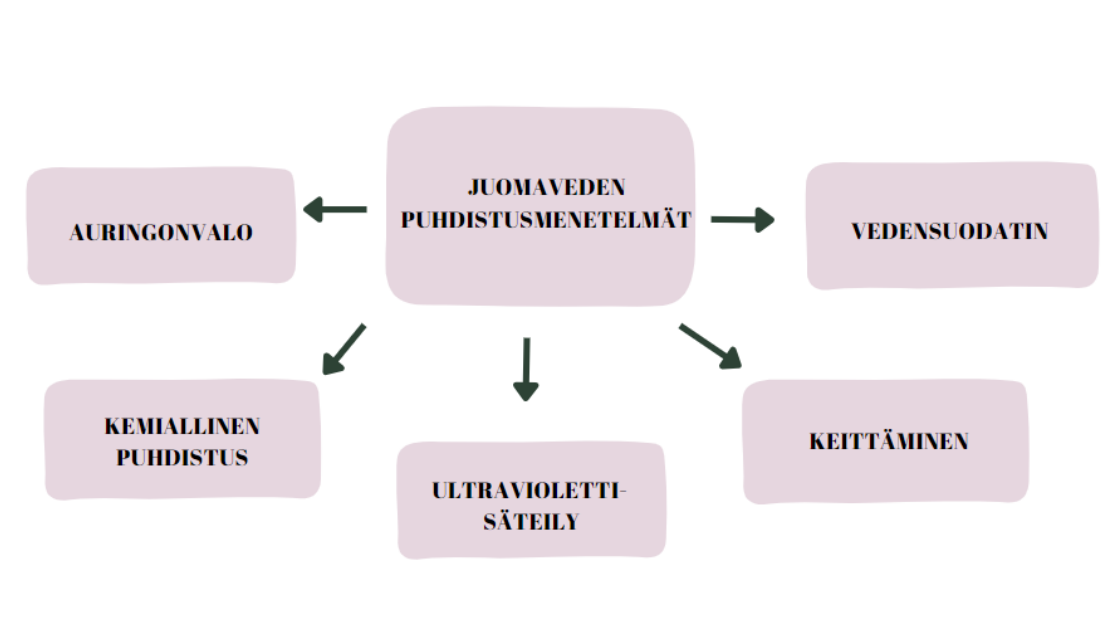 JUOMAVEDEN
PUHDISTUSMENETELMÄT
AURINGONVALO
VEDENSUODATIN
KEMIALLINEN
PUHDISTUS
ULTRAVIOLETTI-
SÄTEILY
KEITTÄMINEN